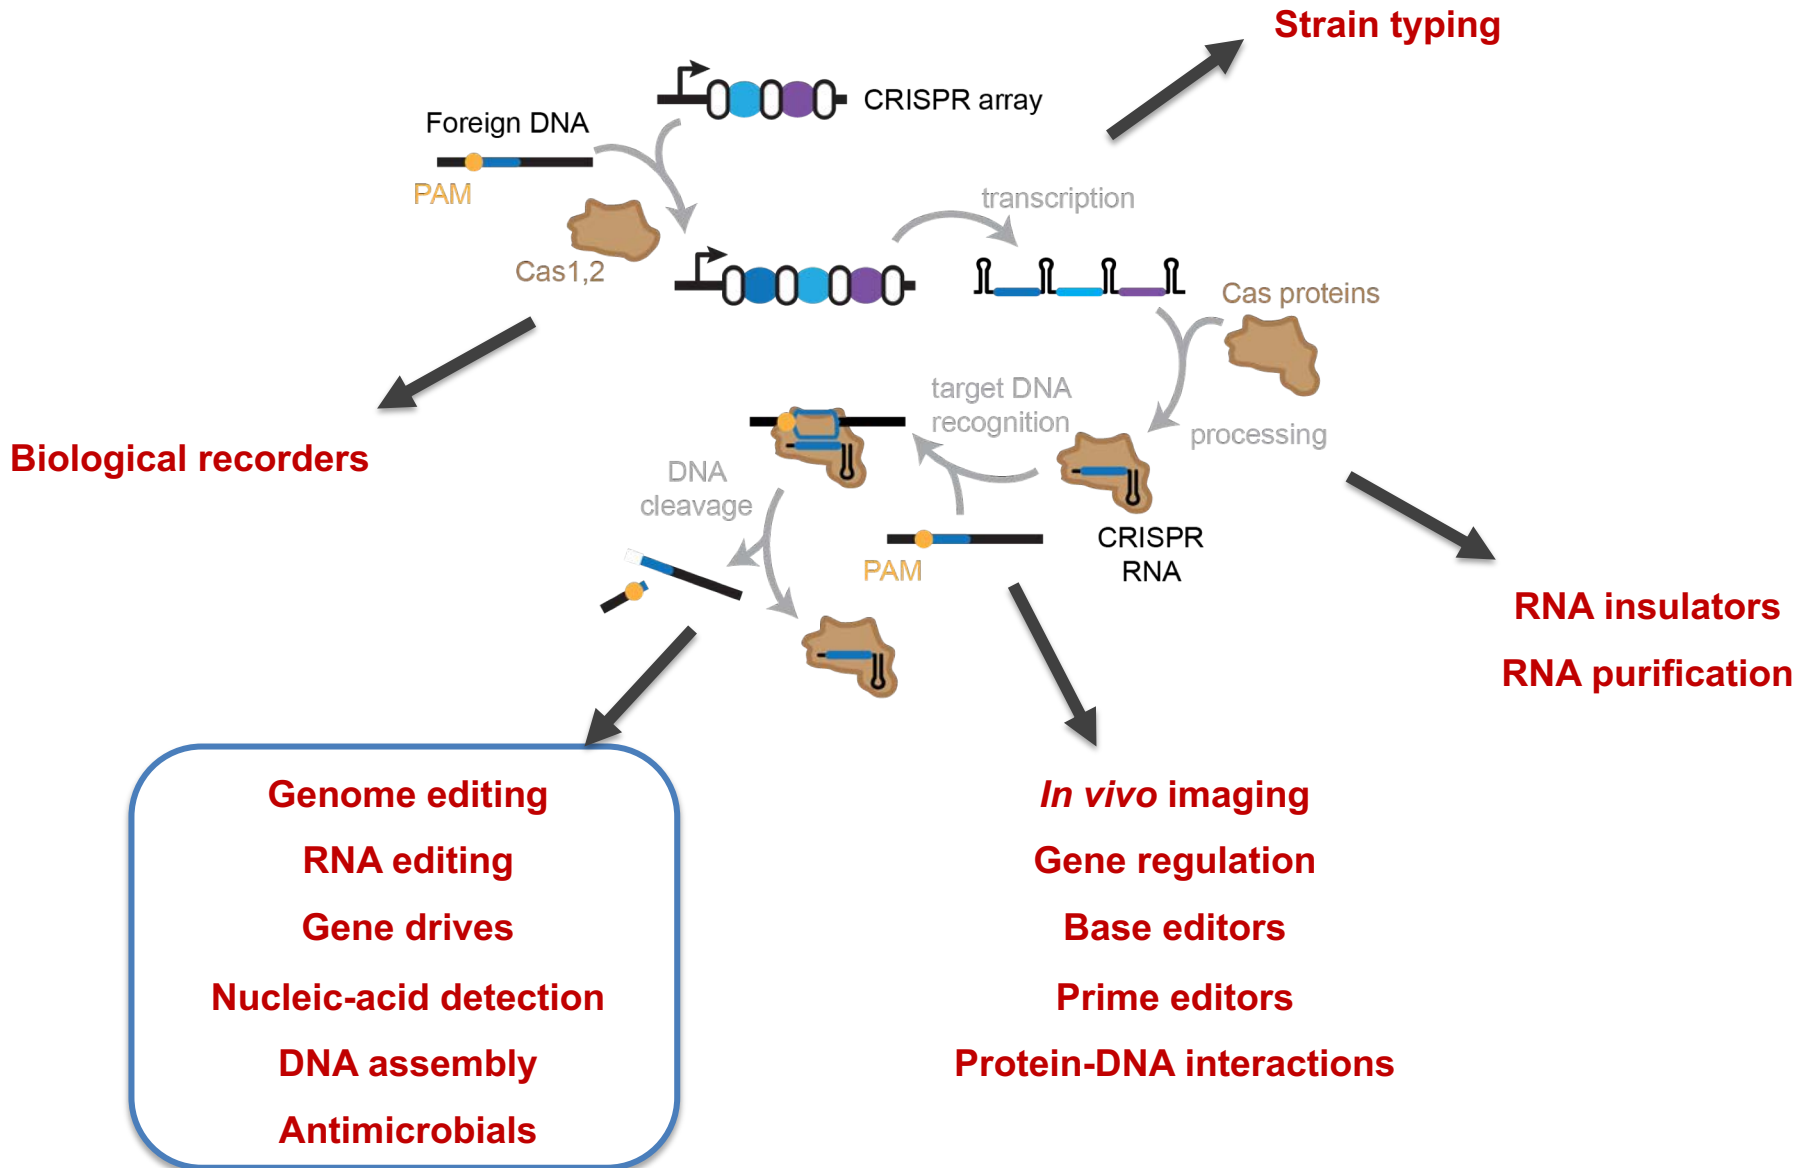 Strain typing
CRISPR array
Foreign DNA
PAM
transcription
Cas1,2
Cas proteins
target DNA
recognition
processing
Biological recorders
DNA
cleavage
CRISPR
RNA
PAM
RNA insulators
RNA purification
Genome editing
RNA editing
Gene drives
Nucleic-acid detection
DNA assembly
Antimicrobials
In vivo imaging
Gene regulation
Base editors
Prime editors
Protein-DNA interactions